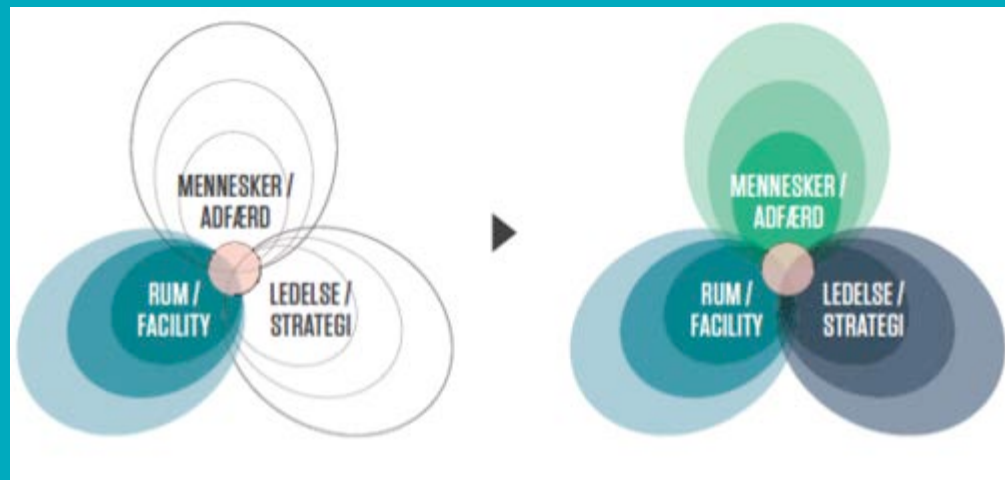 MENNESKER /
ADFÆRD
RUM /
FACILITY
LEDELSE /
STRATEGI
MENNESKER /
ADFÆRD
RUM /
FACILITY
LEDELSE /
STRATEGI